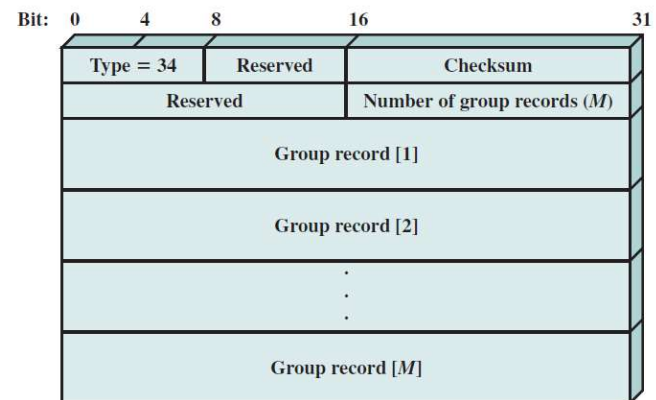 Bit: 0 4 8 16 31
Type = 34 Reserved Checksum
Reserved Number of group records (M)
Group record [1]
Group record [2]
.
.
.
Group record [M]